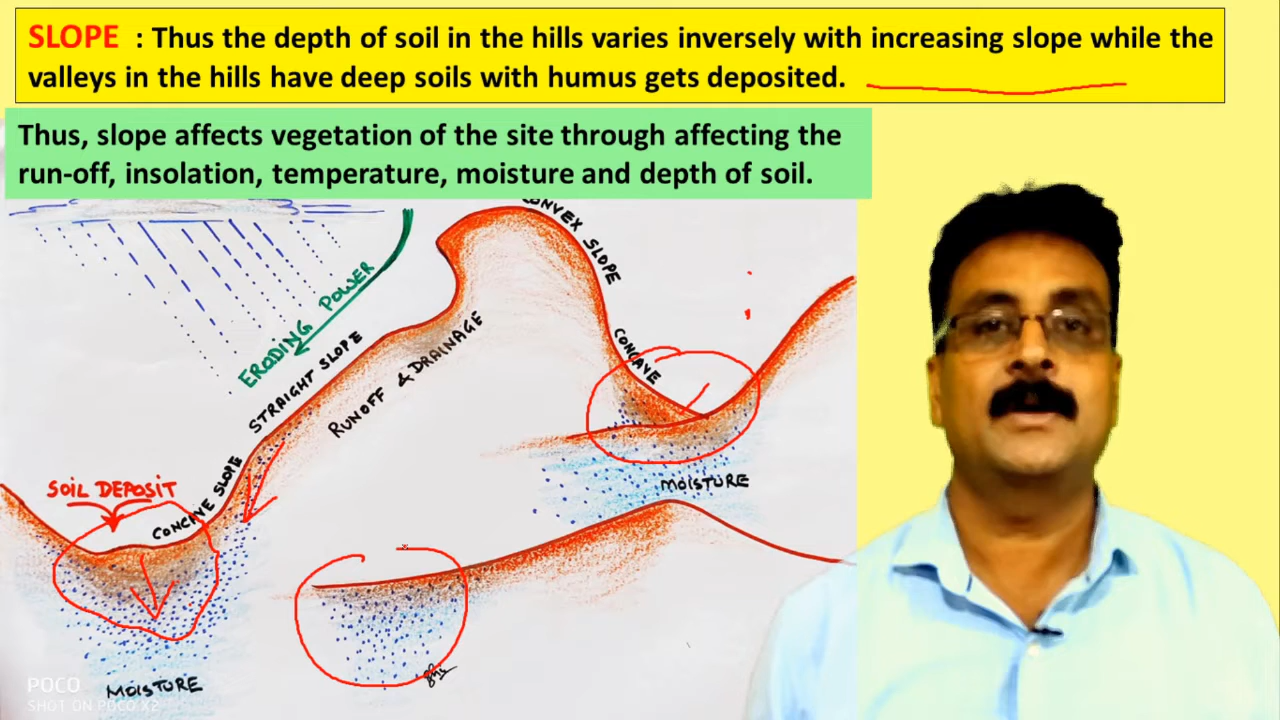 SLOPE : Thus the depth of soil in the hills varies inversely with increasing slope while the
valleys in the hills have deep soils with humus gets deposited.
Thus, slope affects vegetation of the site through affecting the
run-off, insolation, temperature, moisture and depth of soil.
CONVEX SLOPE
ERODING POWER
STRAIGHT SLOPE
RUNOFF & DRAINAGE
CONCAVE
SOIL DEPOSIT
CONCAVE SLOPE
MOISTURE
MOISTURE
POCO
SHOT ON POCO X2